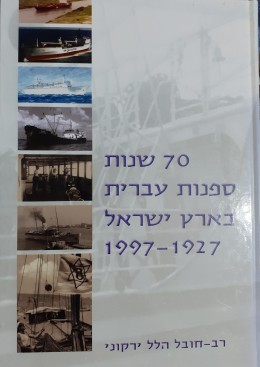 70 שנות
ספנות עברית
בארץ ישראל
1997-1927
רב-חובל הלל ירקוני